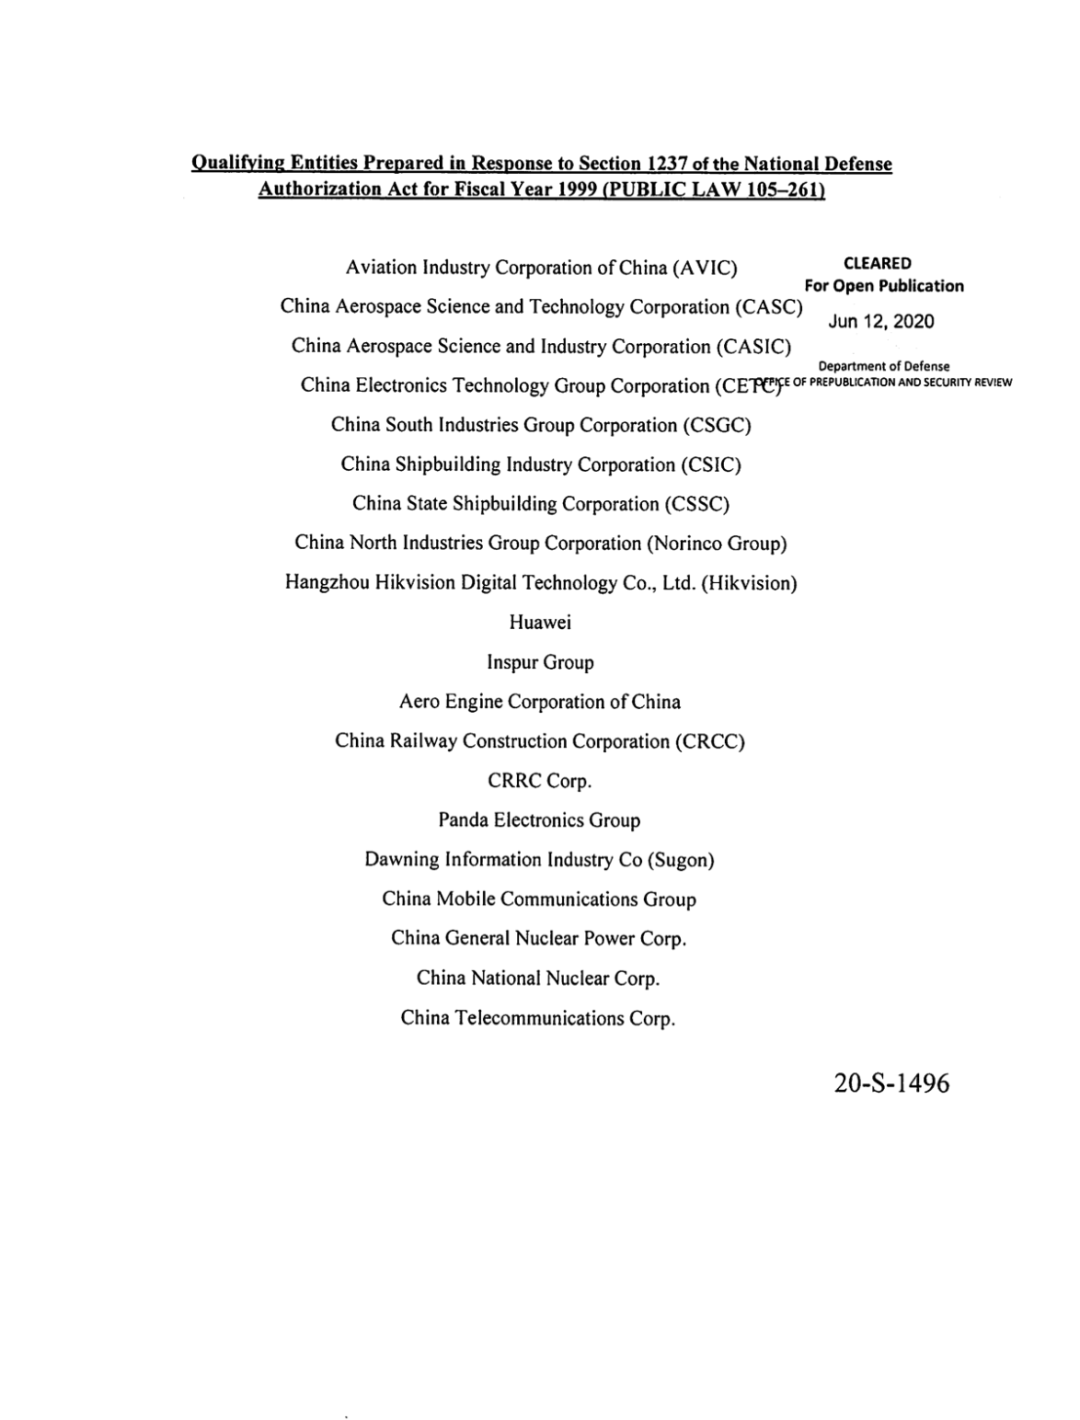 Qualifying Entities Prepared in Response to Section 1237 of the National Defense
Authorization Act for Fiscal Year 1999 (PUBLIC LAW 105–261)
Aviation Industry Corporation of China (AVIC)
CLEARED
For Open Publication
China Aerospace Science and Technology Corporation (CASC)
Jun 12, 2020
China Aerospace Science and Industry Corporation (CASIC)
Department of Defense
China Electronics Technology Group Corporation (CETC)
OFFICE OF PREPUBLICATION AND SECURITY REVIEW
China South Industries Group Corporation (CSGC)
China Shipbuilding Industry Corporation (CSIC)
China State Shipbuilding Corporation (CSSC)
China North Industries Group Corporation (Norinco Group)
Hangzhou Hikvision Digital Technology Co., Ltd. (Hikvision)
Huawei
Inspur Group
Aero Engine Corporation of China
China Railway Construction Corporation (CRCC)
CRRC Corp.
Panda Electronics Group
Dawning Information Industry Co (Sugon)
China Mobile Communications Group
China General Nuclear Power Corp.
China National Nuclear Corp.
China Telecommunications Corp.
20-S-1496